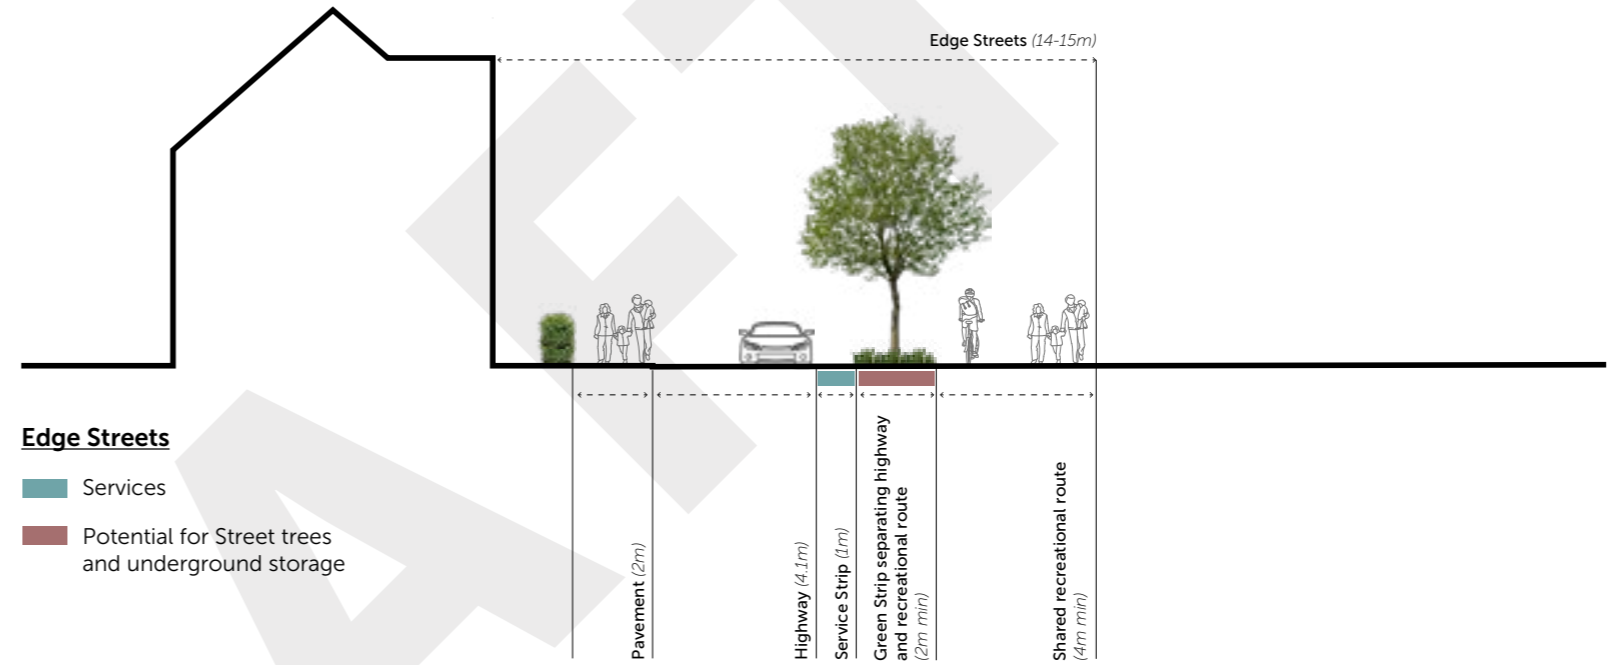 Edge Streets (14-15m)
Edge Streets
Services
Potential for Street trees
and underground storage
Pavement (2m)
Highway (4.1m)
Service Strip (1m)
Green Strip separating highway
and recreational route
(2m min)
Shared recreational route
(4m min)